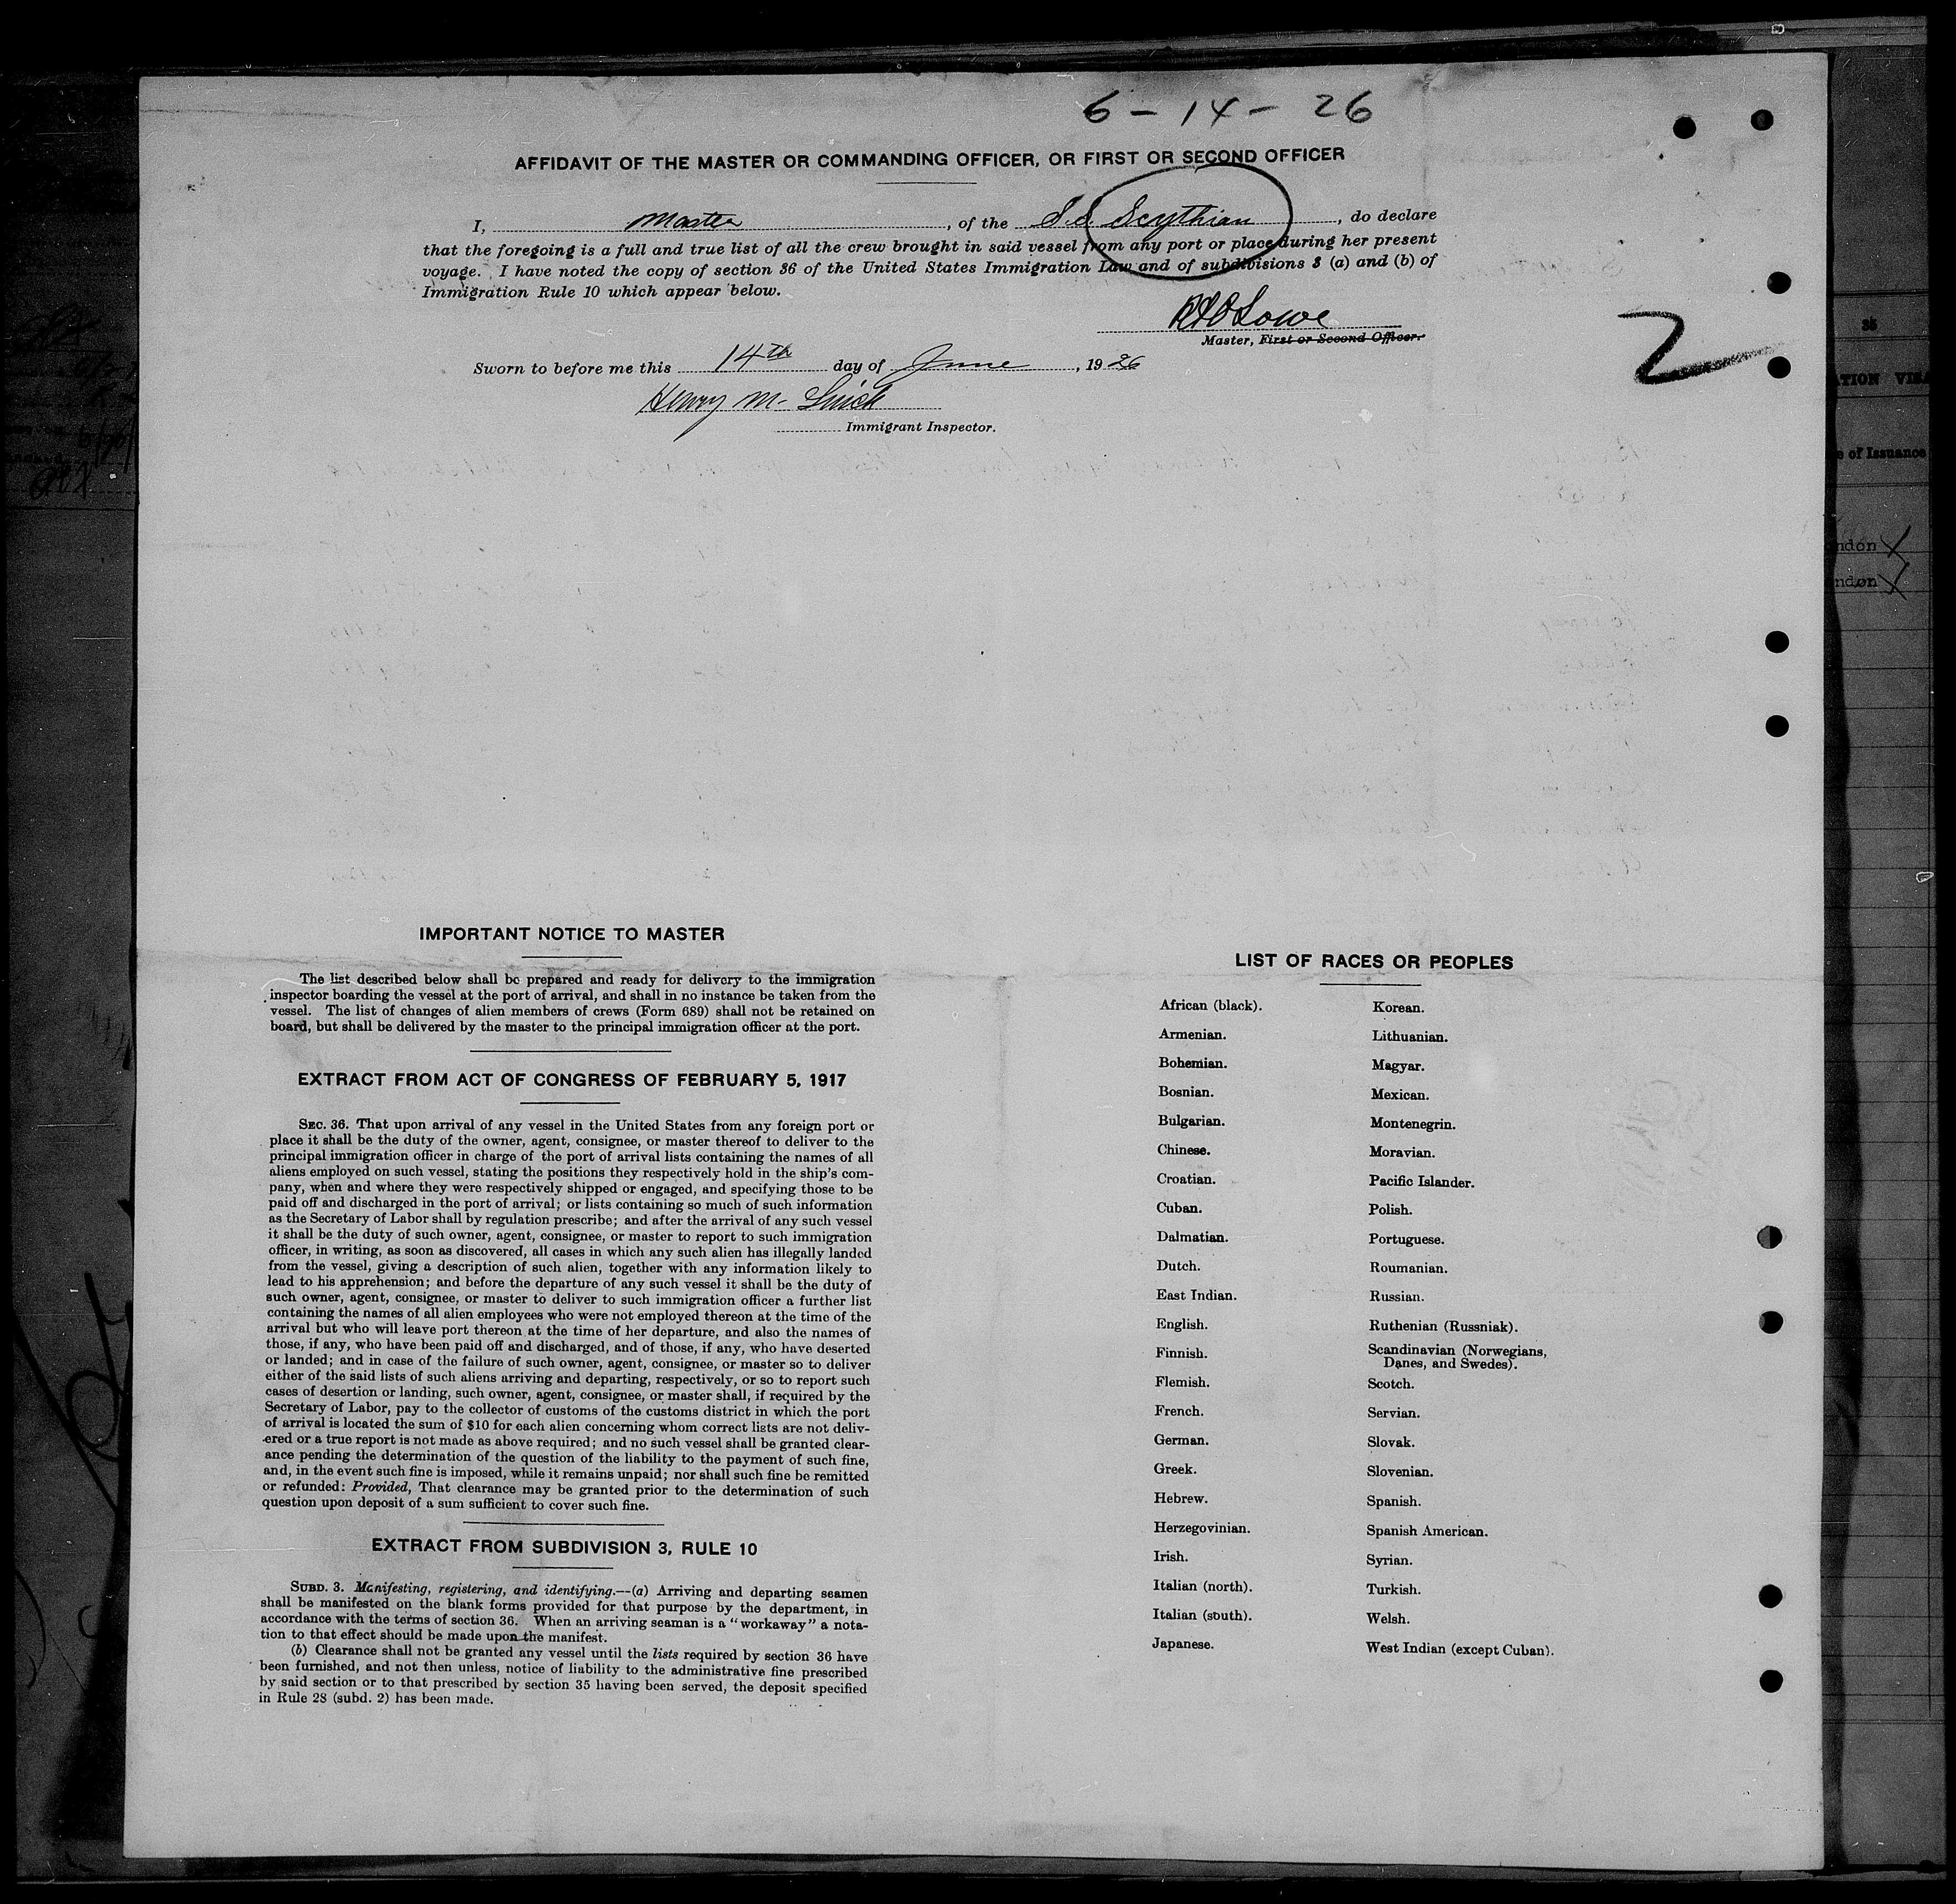 6 - 14 - 26
AFFIDAVIT OF THE MASTER OR COMMANDING OFFICER, OR FIRST OR SECOND OFFICER
I, Master, of the S.S. Scythian, do declare
that the foregoing is a full and true list of all the crew brought in said vessel from any port or place during her present
voyage. I have noted the copy of section 36 of the United States Immigration Law and of subdivisions 3 (a) and (b) of
Immigration Rule 10 which appear below.
Lowe
Master, First or Second Officer.
2
Sworn to before me this 14th day of June, 1926
Henry M.
Immigrant Inspector.
35
TION VISA
e of Issuance
ndon X
ndon X
IMPORTANT NOTICE TO MASTER
The list described below shall be prepared and ready for delivery to the immigration
inspector boarding the vessel at the port of arrival, and shall in no instance be taken from the
vessel. The list of changes of alien members of crews (Form 689) shall not be retained on
board, but shall be delivered by the master to the principal immigration officer at the port.
EXTRACT FROM ACT OF CONGRESS OF FEBRUARY 5, 1917
SEC. 36. That upon arrival of any vessel in the United States from any foreign port or
place it shall be the duty of the owner, agent, consignee, or master thereof to deliver to the
principal immigration officer in charge of the port of arrival lists containing the names of all
aliens employed on such vessel, stating the positions they respectively hold in the ship's com-
pany, when and where they were respectively shipped or engaged, and specifying those to be
paid off and discharged in the port of arrival; or lists containing so much of such information
as the Secretary of Labor shall by regulation prescribe; and after the arrival of any such vessel
it shall be the duty of such owner, agent, consignee, or master to report to such immigration
officer, in writing, as soon as discovered, all cases in which any such alien has illegally landed
from the vessel, giving a description of such alien, together with any information likely to
lead to his apprehension; and before the departure of any such vessel it shall be the duty of
such owner, agent, consignee, or master to deliver to such immigration officer a further list
containing the names of all alien employees who were not employed thereon at the time of the
arrival but who will leave port thereon at the time of her departure, and also the names of
those, if any, who have been paid off and discharged, and of those, if any, who have deserted
or landed; and in case of the failure of such owner, agent, consignee, or master so to deliver
either of the said lists of such aliens arriving and departing, respectively, or so to report such
cases of desertion or landing, such owner, agent, consignee, or master shall, if required by the
Secretary of Labor, pay to the collector of customs of the customs district in which the port
of arrival is located the sum of $10 for each alien concerning whom correct lists are not deliv-
ered or a true report is not made as above required; and no such vessel shall be granted clear-
ance pending the determination of the question of the liability to the payment of such fine,
and, in the event such fine is imposed, while it remains unpaid; nor shall such fine be remitted
or refunded: Provided, That clearance may be granted prior to the determination of such
question upon deposit of a sum sufficient to cover such fine.
EXTRACT FROM SUBDIVISION 3, RULE 10
SUBD. 3. Manifesting, registering, and identifying.—(a) Arriving and departing seamen
shall be manifested on the blank forms provided for that purpose by the department, in
accordance with the terms of section 36. When an arriving seaman is a "workaway" a nota-
tion to that effect should be made upon the manifest.
(b) Clearance shall not be granted any vessel until the lists required by section 36 have
been furnished, and not then unless, notice of liability to the administrative fine prescribed
by said section or to that prescribed by section 35 having been served, the deposit specified
in Rule 28 (subd. 2) has been made.
LIST OF RACES OR PEOPLES
African (black).
Armenian.
Bohemian.
Bosnian.
Bulgarian.
Chinese.
Croatian.
Cuban.
Dalmatian.
Dutch.
East Indian.
English.
Finnish.
Flemish.
French.
German.
Greek.
Hebrew.
Herzegovinian.
Irish.
Italian (north).
Italian (south).
Japanese.
Korean.
Lithuanian.
Magyar.
Mexican.
Montenegrin.
Moravian.
Pacific Islander.
Polish.
Portuguese.
Roumanian.
Russian.
Ruthenian (Russniak).
Scandinavian (Norwegians,
Danes, and Swedes).
Scotch.
Servian.
Slovak.
Slovenian.
Spanish.
Spanish American.
Syrian.
Turkish.
Welsh.
West Indian (except Cuban).